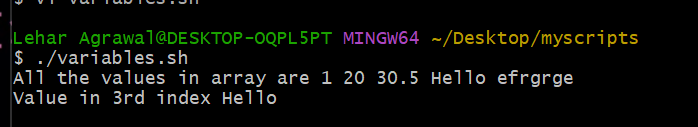 $ vi variables.sh
Lehar Agrawal@DESKTOP-OQPL5PT MINGW64 ~/Desktop/myscripts
$ ./variables.sh
All the values in array are 1 20 30.5 Hello efrgrge
Value in 3rd index Hello